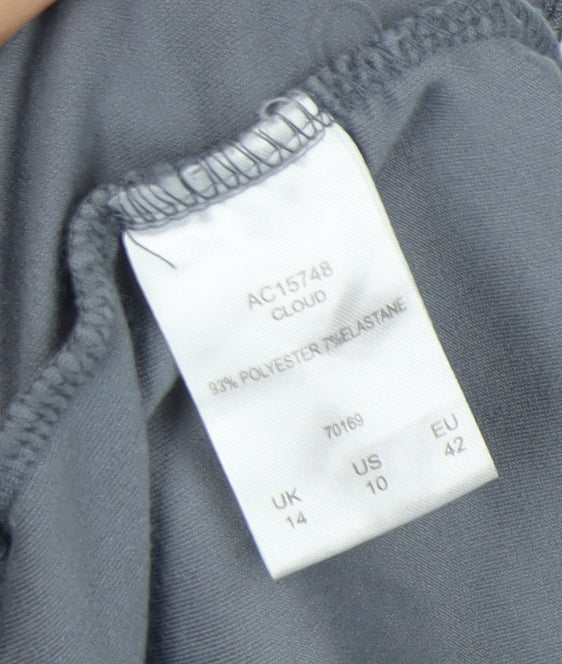 AC15748
CLOUD
93% POLYESTER 7%ELASTANE
70169
UK US EU
14 10 42